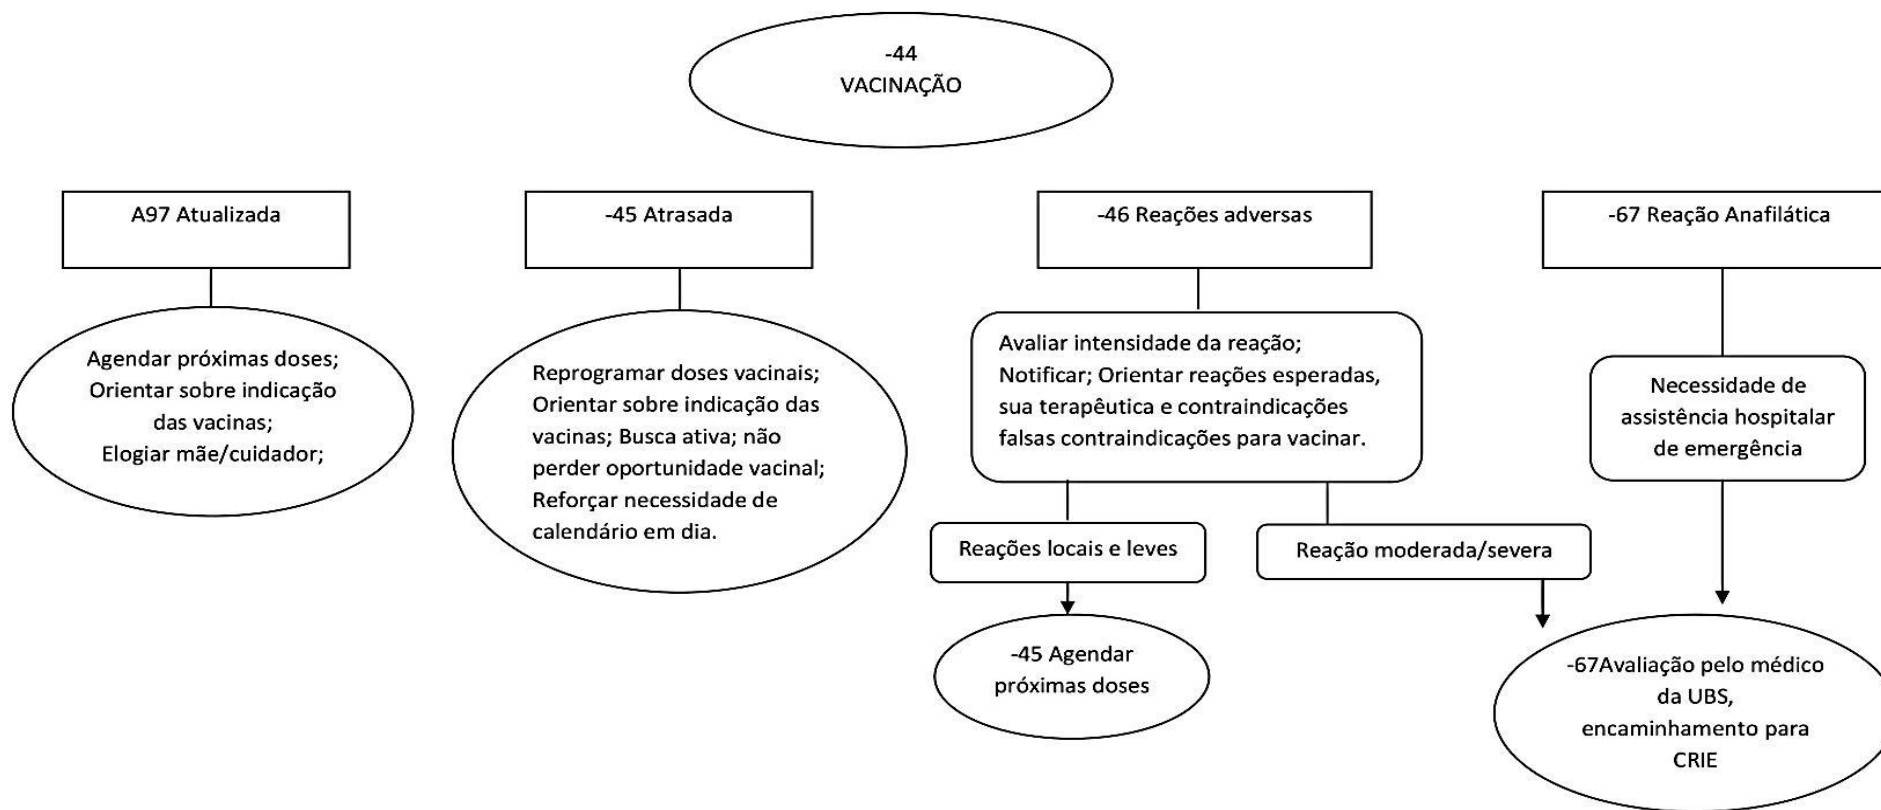 -44
VACINAÇÃO
A97 Atualizada
-45 Atrasada
-46 Reações adversas
-67 Reação Anafilática
Agendar próximas doses;
Orientar sobre indicação
das vacinas;
Elogiar mãe/cuidador;
Reprogramar doses vacinais;
Orientar sobre indicação das
vacinas; Busca ativa; não
perder oportunidade vacinal;
Reforçar necessidade de
calendário em dia.
Avaliar intensidade da reação;
Notificar; Orientar reações esperadas,
sua terapêutica e contraindicações
falsas contraindicações para vacinar.
Necessidade de
assistência hospitalar
de emergência
Reações locais e leves
Reação moderada/severa
-45 Agendar
próximas doses
-67Avaliação pelo médico
da UBS,
encaminhamento para
CRIE